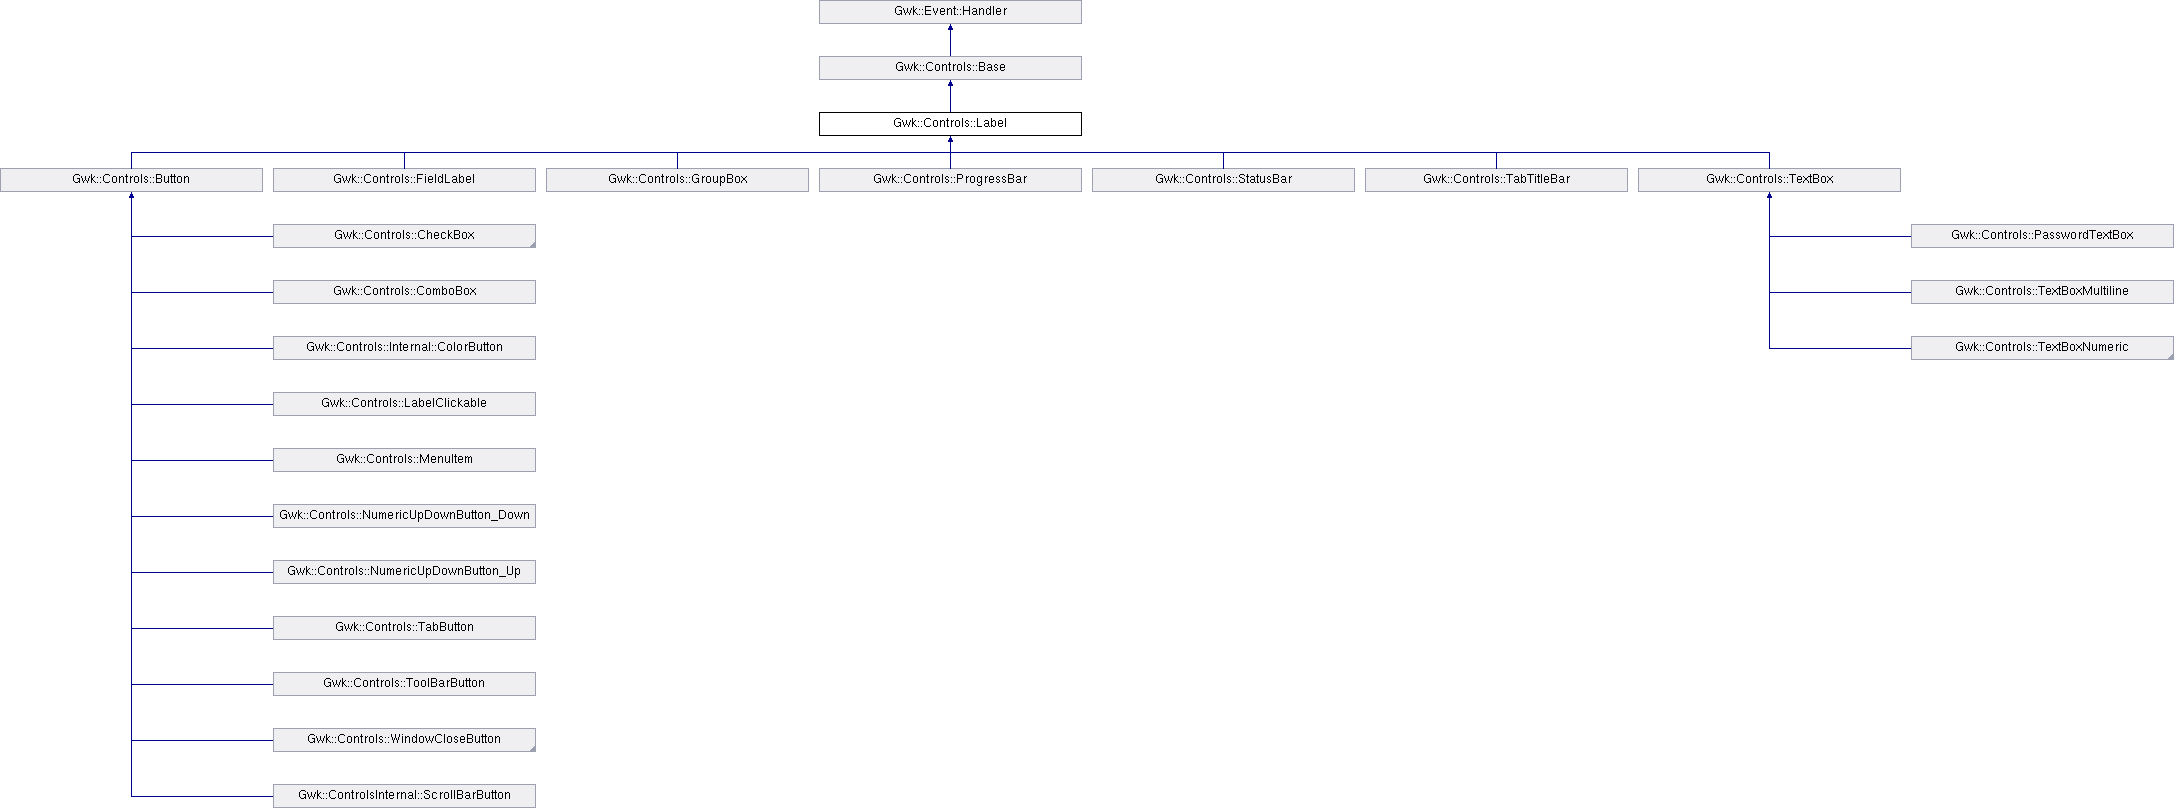 Gwk::Event::Handler
Gwk::Controls::Base
Gwk::Controls::Label
Gwk::Controls::Button
Gwk::Controls::FieldLabel
Gwk::Controls::GroupBox
Gwk::Controls::ProgressBar
Gwk::Controls::StatusBar
Gwk::Controls::TabTitleBar
Gwk::Controls::TextBox
Gwk::Controls::CheckBox
Gwk::Controls::PasswordTextBox
Gwk::Controls::ComboBox
Gwk::Controls::TextBoxMultiline
Gwk::Controls::Internal::ColorButton
Gwk::Controls::TextBoxNumeric
Gwk::Controls::LabelClickable
Gwk::Controls::MenuItem
Gwk::Controls::NumericUpDownButton_Down
Gwk::Controls::NumericUpDownButton_Up
Gwk::Controls::TabButton
Gwk::Controls::ToolBarButton
Gwk::Controls::WindowCloseButton
Gwk::ControlsInternal::ScrollBarButton